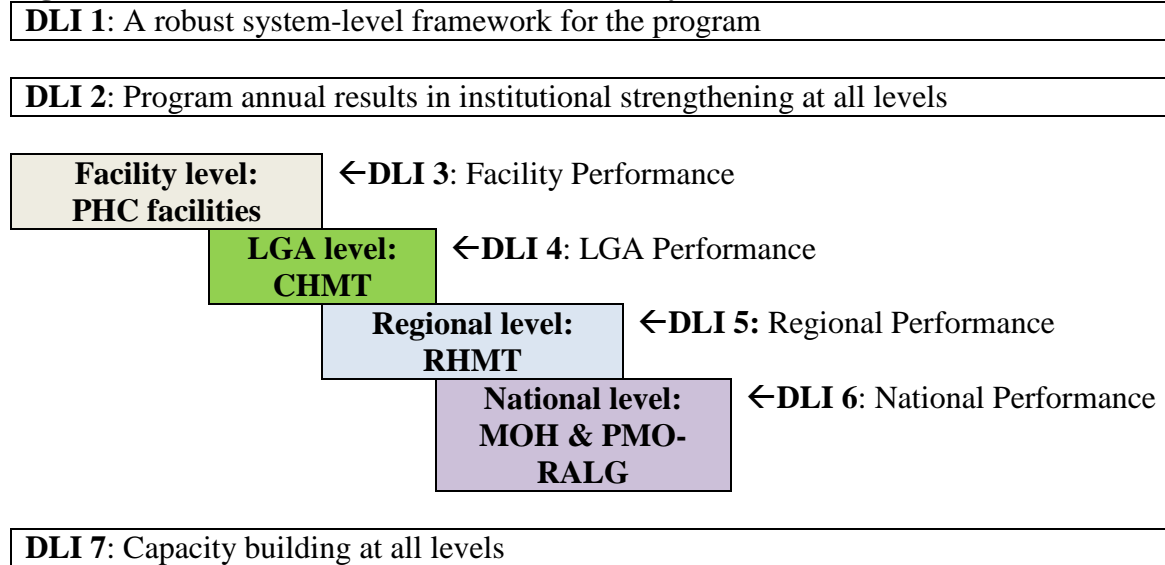 DLI 1: A robust system-level framework for the program
DLI 2: Program annual results in institutional strengthening at all levels
Facility level:
PHC facilities
←DLI 3: Facility Performance
LGA level:
CHMT
←DLI 4: LGA Performance
Regional level:
RHMT
←DLI 5: Regional Performance
National level:
MOH & PMO-
RALG
←DLI 6: National Performance
DLI 7: Capacity building at all levels